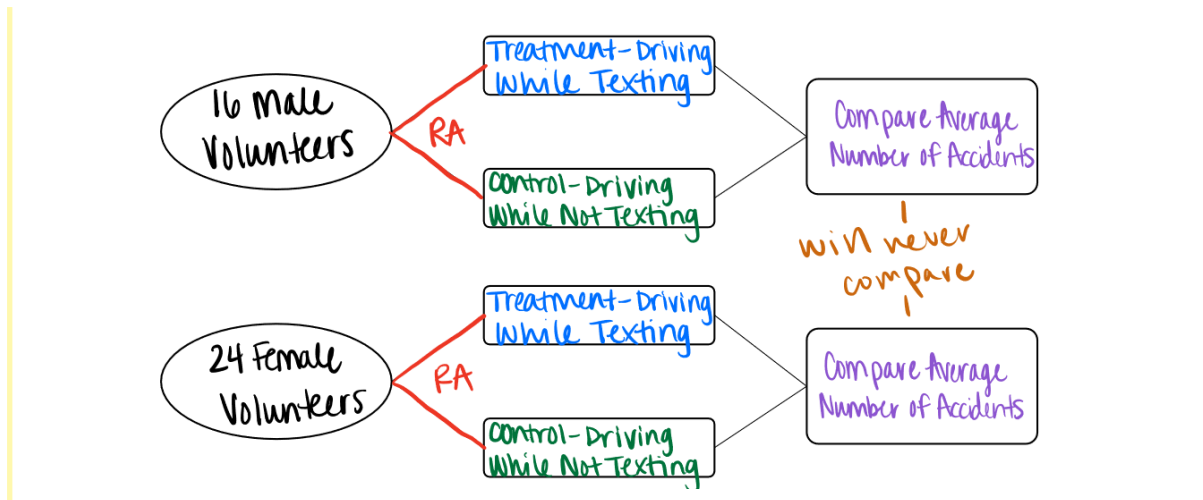 16 Male
Volunteers
RA
Treatment-Driving
While Texting
Control-Driving
While Not Texting
Compare Average
Number of Accidents
will never
compare
24 Female
Volunteers
RA
Treatment-Driving
While Texting
Control-Driving
While Not Texting
Compare Average
Number of Accidents